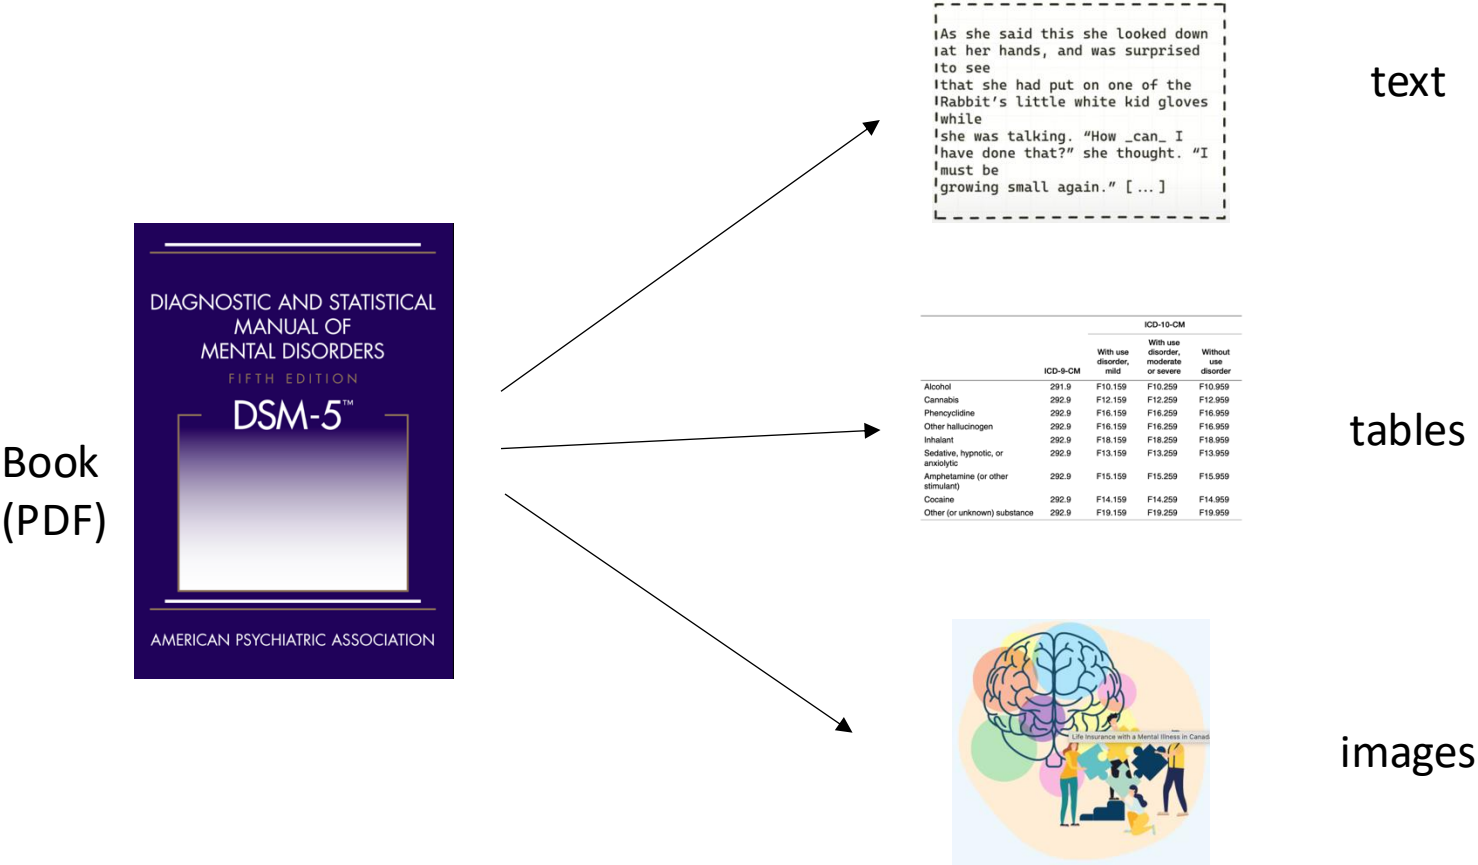 Book
(PDF)
DIAGNOSTIC AND STATISTICAL
MANUAL OF
MENTAL DISORDERS
FIFTH EDITION
DSM-5™
AMERICAN PSYCHIATRIC ASSOCIATION
As she said this she looked down
at her hands, and was surprised
to see
that she had put on one of the
Rabbit's little white kid gloves
while
she was talking. “How _can_ I
have done that?” she thought. “I
must be
growing small again.” [ … ]
text
ICD-10-CM
ICD-9-CM With use disorder, mild With use disorder, moderate or severe Without use disorder
Alcohol 291.9 F10.159 F10.259 F10.959
Cannabis 292.9 F12.159 F12.259 F12.959
Phencyclidine 292.9 F16.159 F16.259 F16.959
Other hallucinogen 292.9 F16.159 F16.259 F16.959
Inhalant 292.9 F18.159 F18.259 F18.959
Sedative, hypnotic, or anxiolytic 292.9 F13.159 F13.259 F13.959
Amphetamine (or other stimulant) 292.9 F15.159 F15.259 F15.959
Cocaine 292.9 F14.159 F14.259 F14.959
Other (or unknown) substance 292.9 F19.159 F19.259 F19.959
tables
Life Insurance with a Mental Illness in Canad
images